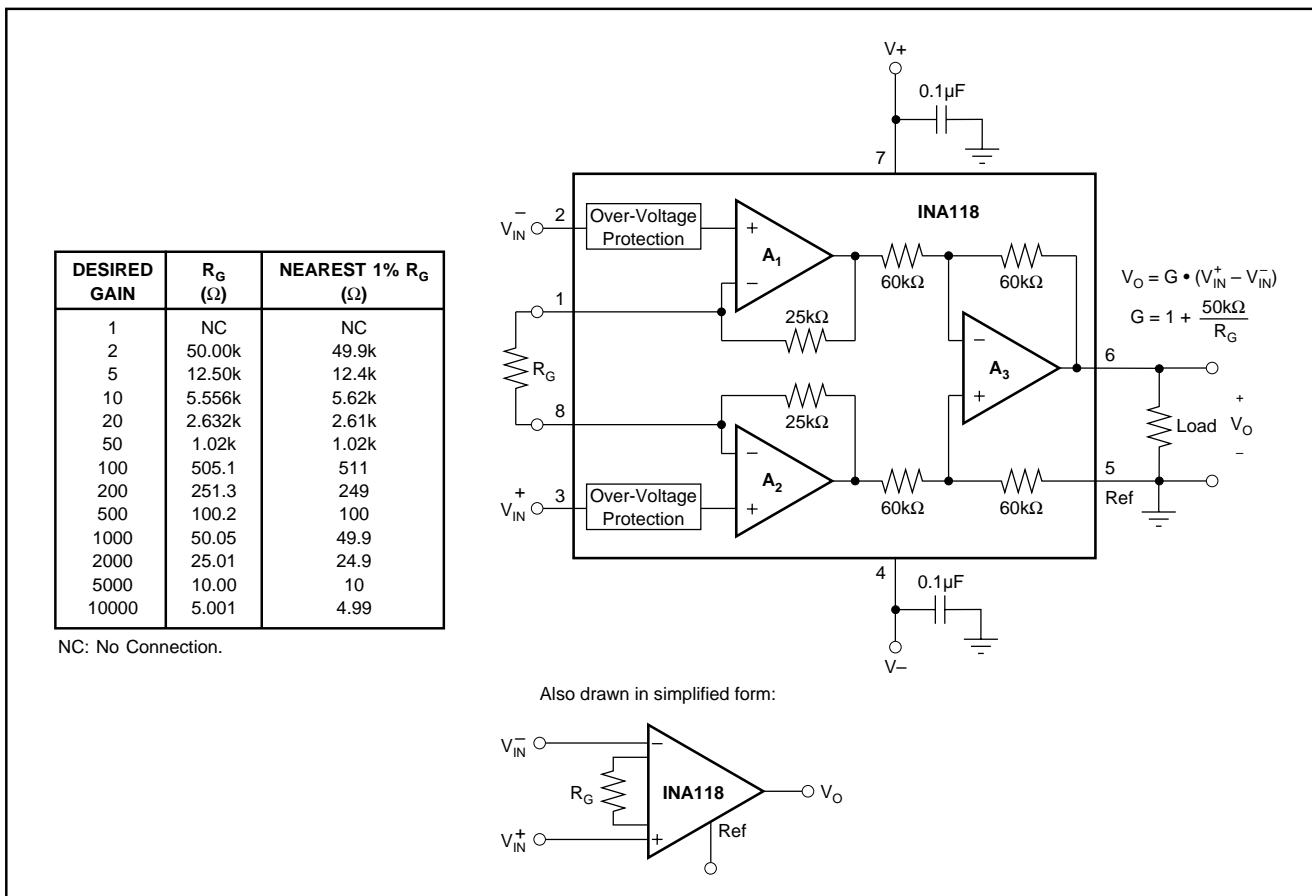 DESIRED GAIN | R_G (Ω) | NEAREST 1% R_G (Ω)
1 | NC | NC
2 | 50.00k | 49.9k
5 | 12.50k | 12.4k
10 | 5.556k | 5.62k
20 | 2.632k | 2.61k
50 | 1.02k | 1.02k
100 | 505.1 | 511
200 | 251.3 | 249
500 | 100.2 | 100
1000 | 50.05 | 49.9
2000 | 25.01 | 24.9
5000 | 10.00 | 10
10000 | 5.001 | 4.99
NC: No Connection.
V+
0.1µF
7
INA118
V_IN^– 2
Over-Voltage
Protection
+
A_1
–
60kΩ
60kΩ
1
25kΩ
R_G
8
25kΩ
–
A_2
+
V_IN^+ 3
Over-Voltage
Protection
60kΩ
60kΩ
–
A_3
+
6
5
Ref
V_O = G • (V_IN^+ – V_IN^–)
G = 1 + 50kΩ / R_G
Load
+
V_O
–
4
0.1µF
V–
Also drawn in simplified form:
V_IN^–
–
R_G
INA118
V_O
V_IN^+
+
Ref